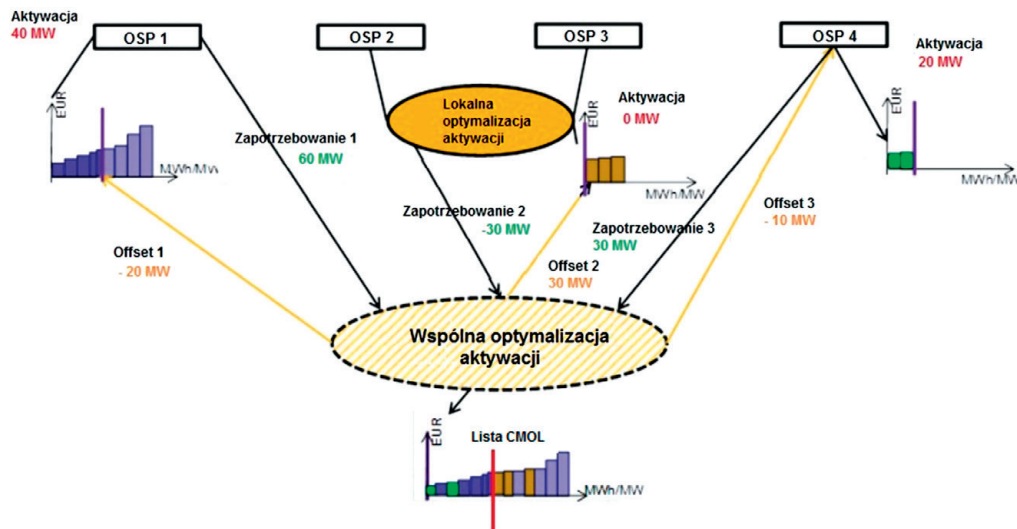 Aktywacja
40 MW
OSP 1
OSP 2
OSP 3
OSP 4
Aktywacja
20 MW
EUR
MWh/MW
Lokalna
optymalizacja
aktywacji
Aktywacja
0 MW
EUR
MWh/MW
EUR
MWh/MW
Zapotrzebowanie 1
60 MW
Zapotrzebowanie 2
-30 MW
Zapotrzebowanie 3
30 MW
Offset 3
- 10 MW
Offset 1
- 20 MW
Offset 2
30 MW
Wspólna optymalizacja
aktywacji
Lista CMOL
EUR
MWh/MW